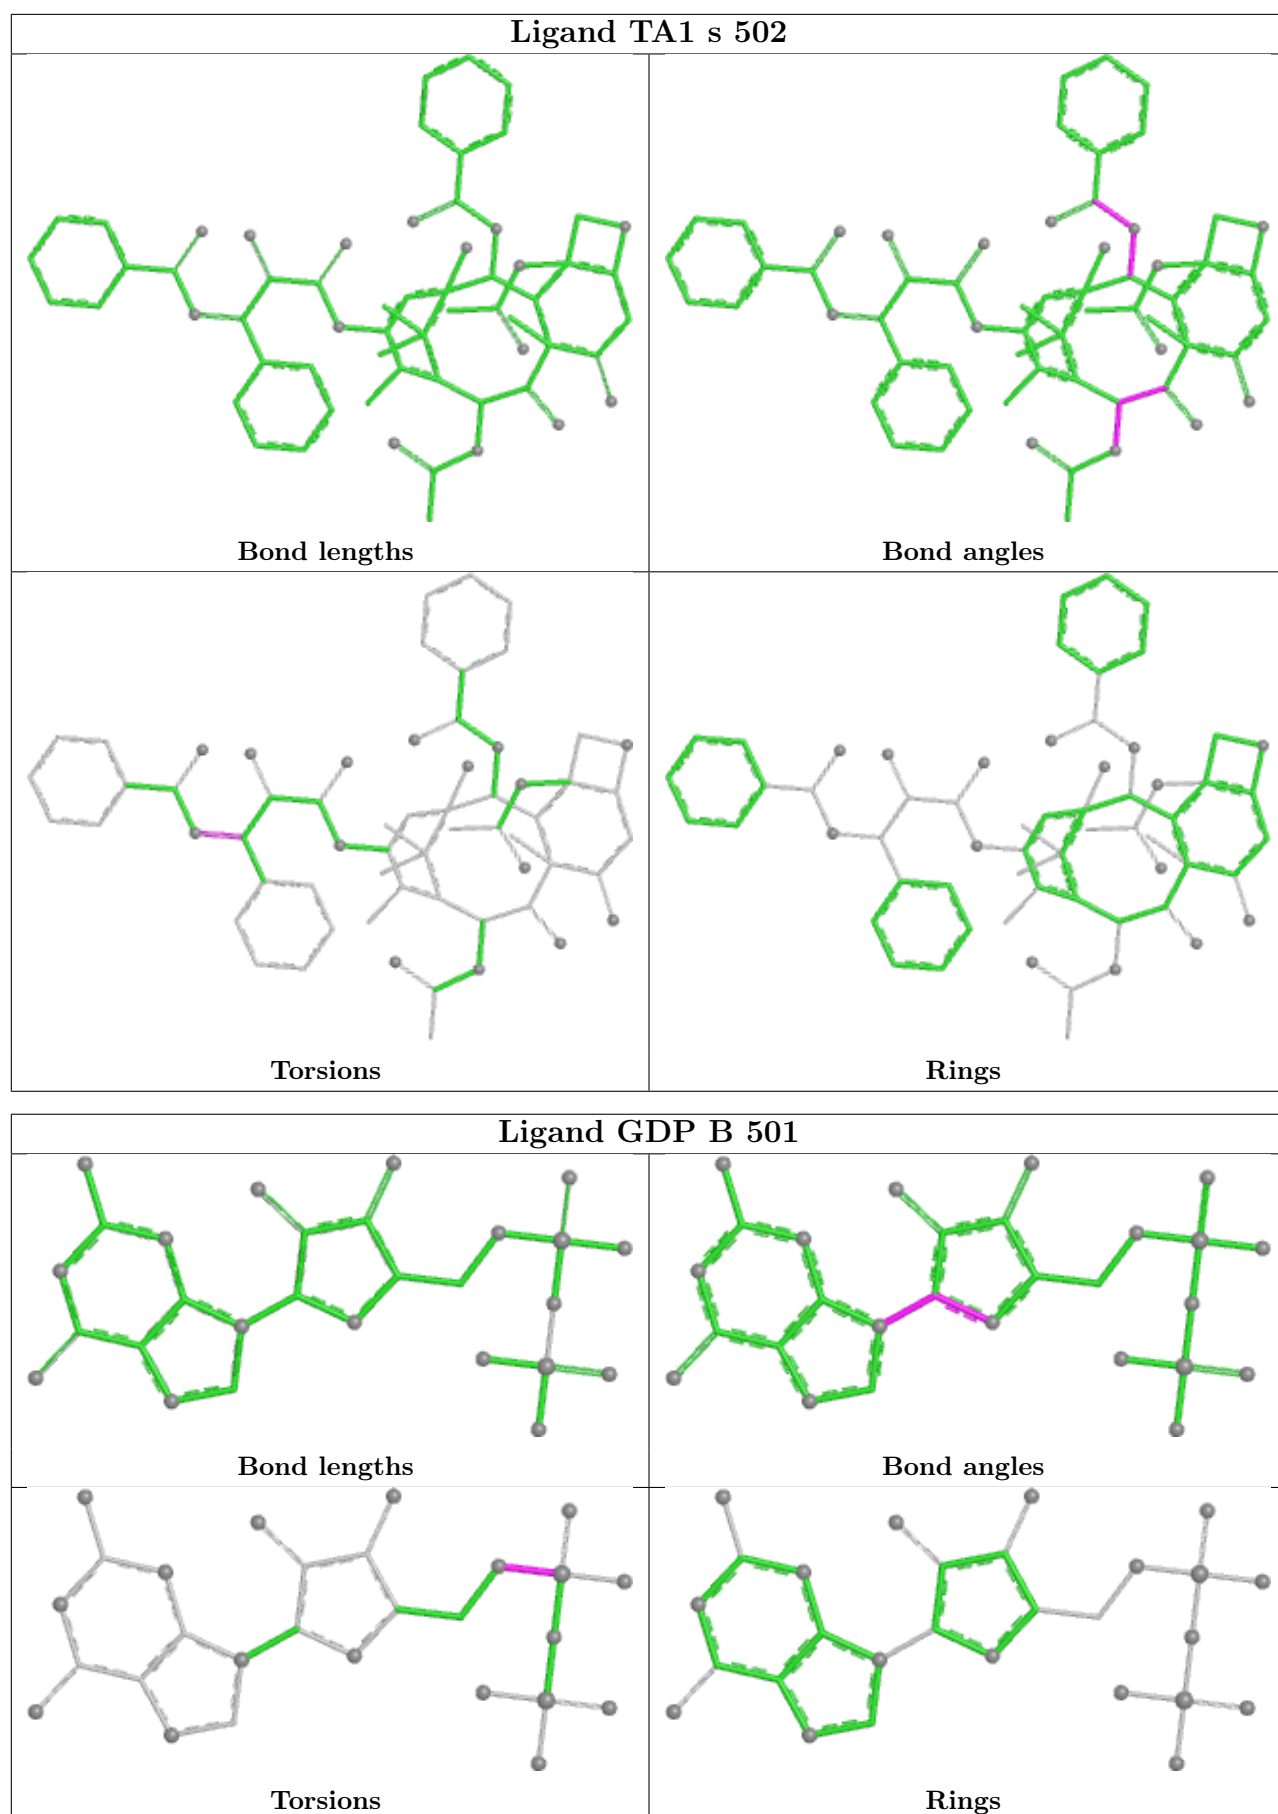 Ligand TA1 s 502
Bond lengths
Bond angles
Torsions
Rings
Ligand GDP B 501
Bond lengths
Bond angles
Torsions
Rings